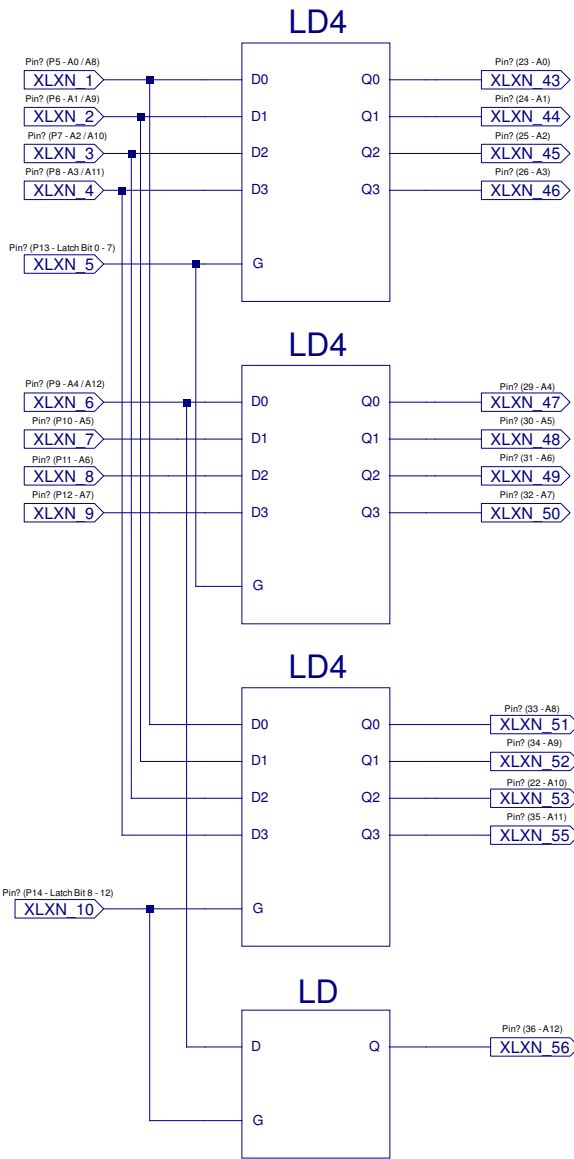 LD4
Pin? (P5 - A0 / A8)
XLXN_1
D0
Q0
Pin? (23 - A0)
XLXN_43
Pin? (P6 - A1 / A9)
XLXN_2
D1
Q1
Pin? (24 - A1)
XLXN_44
Pin? (P7 - A2 / A10)
XLXN_3
D2
Q2
Pin? (25 - A2)
XLXN_45
Pin? (P8 - A3 / A11)
XLXN_4
D3
Q3
Pin? (26 - A3)
XLXN_46
Pin? (P13 - Latch Bit 0 - 7)
XLXN_5
G
LD4
Pin? (P9 - A4 / A12)
XLXN_6
D0
Q0
Pin? (29 - A4)
XLXN_47
Pin? (P10 - A5)
XLXN_7
D1
Q1
Pin? (30 - A5)
XLXN_48
Pin? (P11 - A6)
XLXN_8
D2
Q2
Pin? (31 - A6)
XLXN_49
Pin? (P12 - A7)
XLXN_9
D3
Q3
Pin? (32 - A7)
XLXN_50
G
LD4
D0
Q0
Pin? (33 - A8)
XLXN_51
D1
Q1
Pin? (34 - A9)
XLXN_52
D2
Q2
Pin? (22 - A10)
XLXN_53
D3
Q3
Pin? (35 - A11)
XLXN_55
Pin? (P14 - Latch Bit 8 - 12)
XLXN_10
G
LD
D
Q
Pin? (36 - A12)
XLXN_56
G